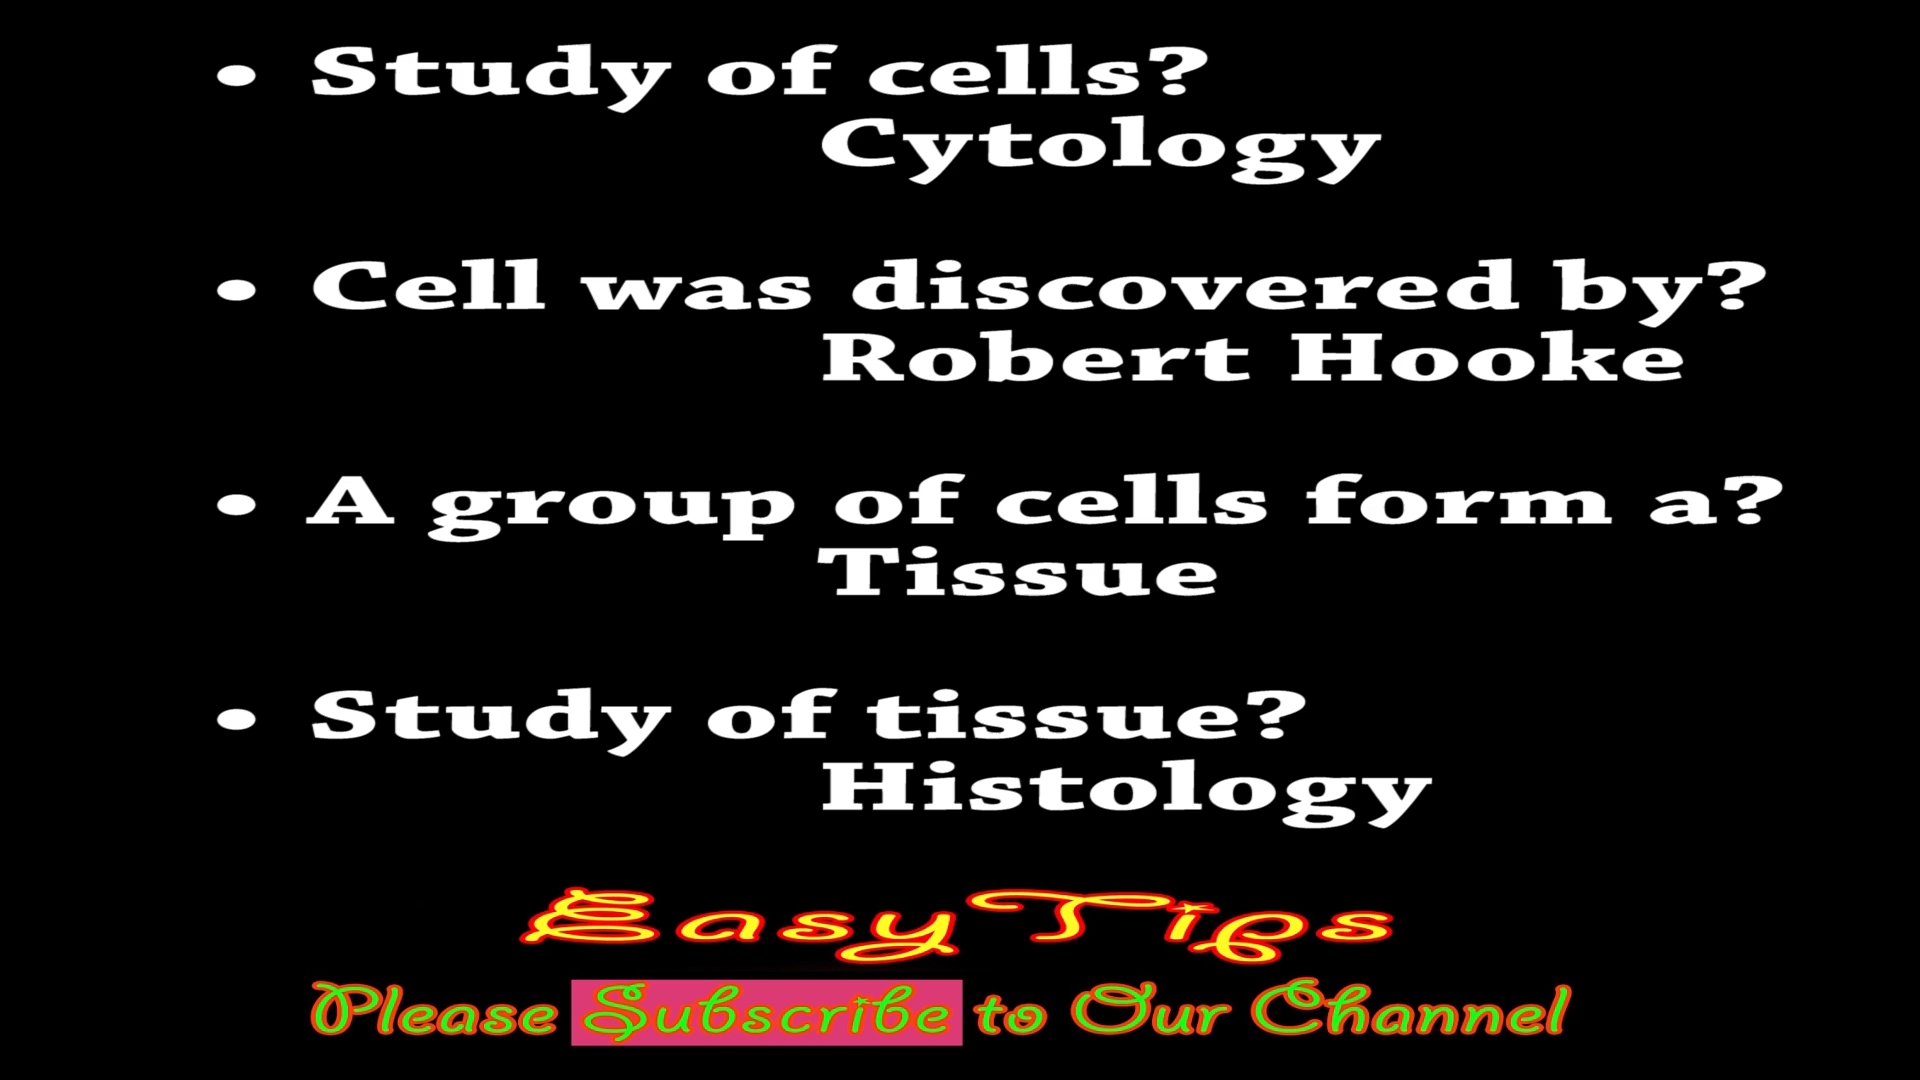 • Study of cells?
Cytology
• Cell was discovered by?
Robert Hooke
• A group of cells form a?
Tissue
• Study of tissue?
Histology
Easy Tips
Please Subscribe to Our Channel